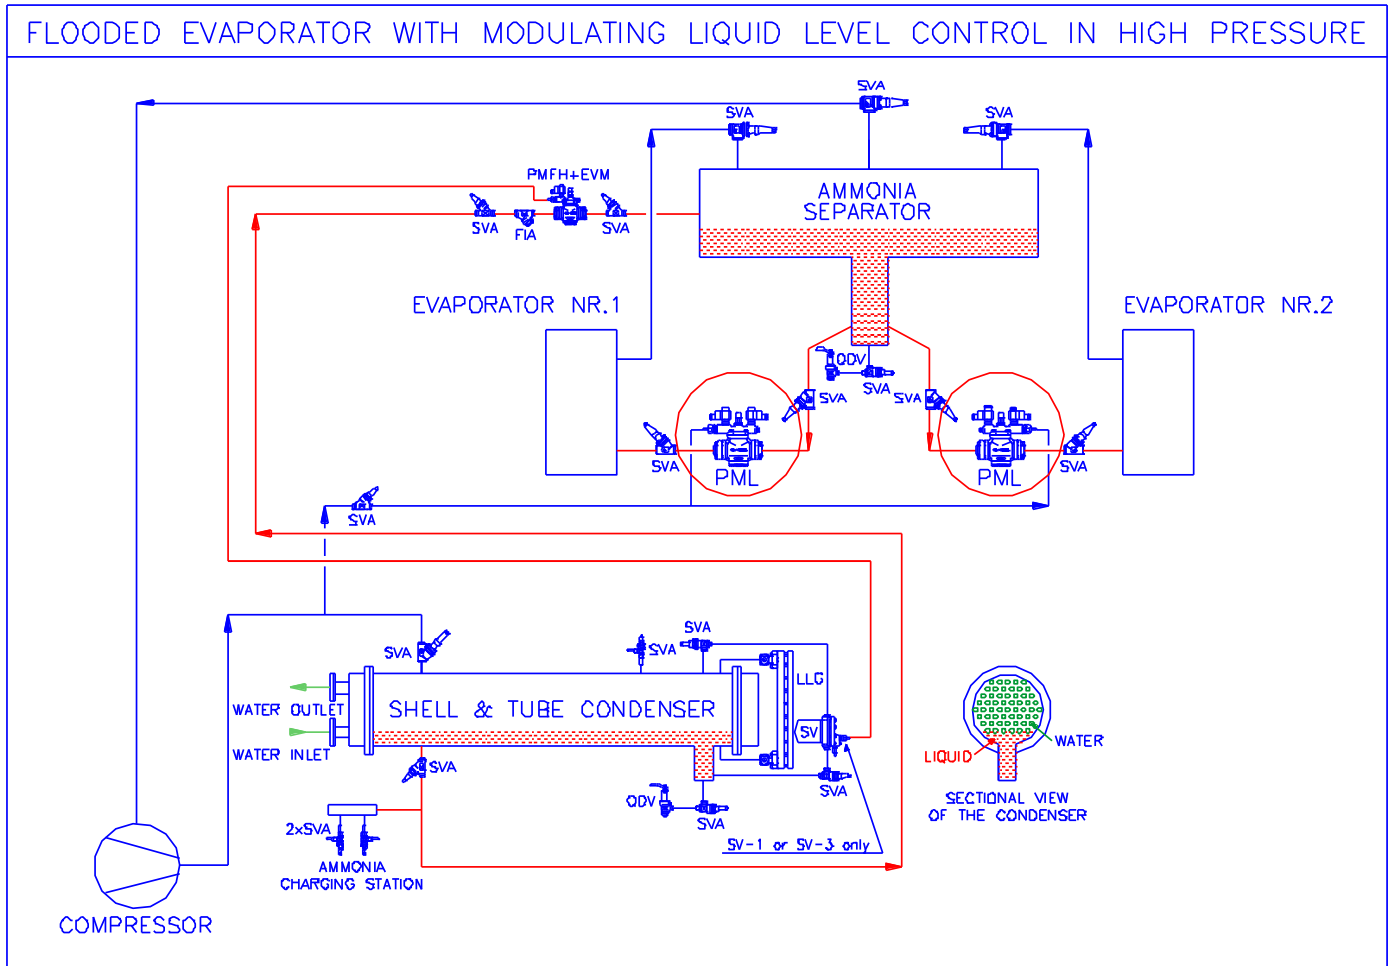 FLOODED EVAPORATOR WITH MODULATING LIQUID LEVEL CONTROL IN HIGH PRESSURE
SVA
SVA
SVA
PMFH+EVM
SVA
FIA
SVA
AMMONIA
SEPARATOR
EVAPORATOR NR.1
EVAPORATOR NR.2
QDV
SVA
SVA
SVA
SVA
PML
PML
SVA
SVA
SVA
SVA
SVA
SVA
LLG
WATER OUTLET
SHELL & TUBE CONDENSER
SV
WATER INLET
SVA
SVA
QDV
SVA
LIQUID
WATER
SECTIONAL VIEW
OF THE CONDENSER
2xSVA
SV-1 or SV-3 only
AMMONIA
CHARGING STATION
COMPRESSOR